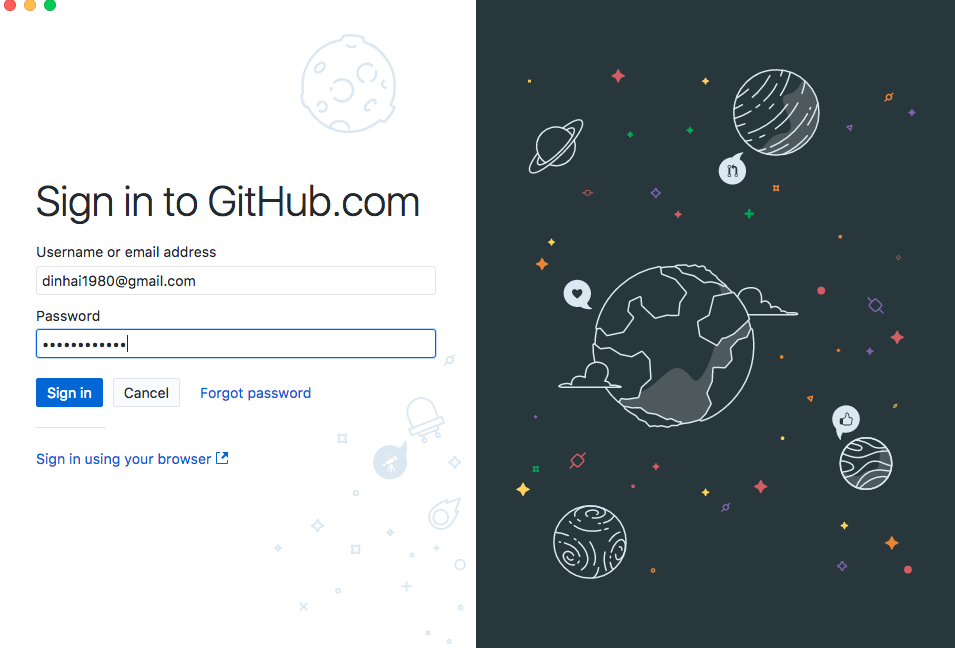 Sign in to GitHub.com
Username or email address
dinhai1980@gmail.com
Password
••••••••••••
Sign in Cancel Forgot password
Sign in using your browser